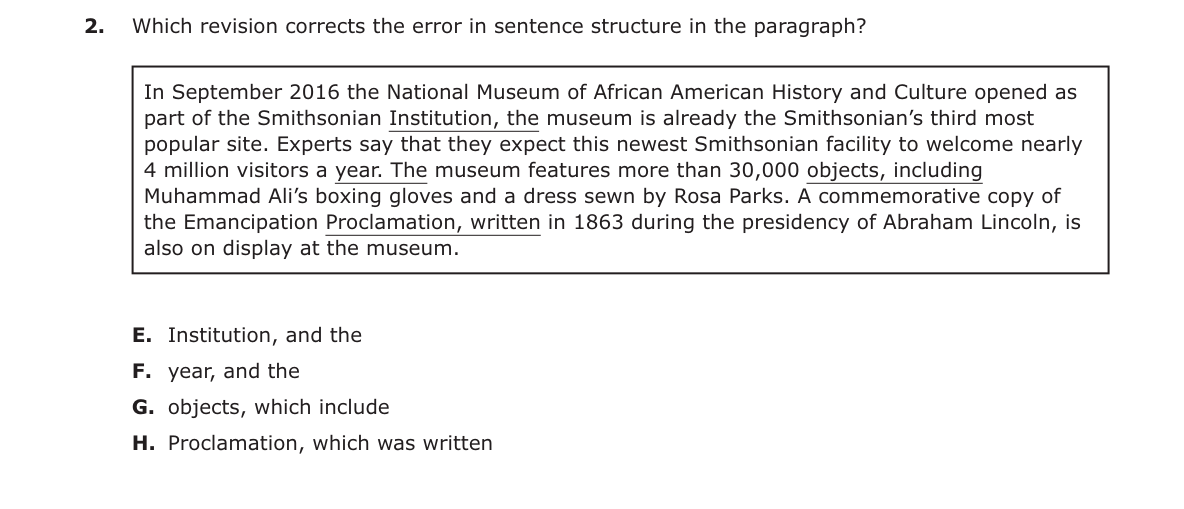 2. Which revision corrects the error in sentence structure in the paragraph?
In September 2016 the National Museum of African American History and Culture opened as
part of the Smithsonian Institution, the museum is already the Smithsonian’s third most
popular site. Experts say that they expect this newest Smithsonian facility to welcome nearly
4 million visitors a year. The museum features more than 30,000 objects, including
Muhammad Ali’s boxing gloves and a dress sewn by Rosa Parks. A commemorative copy of
the Emancipation Proclamation, written in 1863 during the presidency of Abraham Lincoln, is
also on display at the museum.
E. Institution, and the
F. year, and the
G. objects, which include
H. Proclamation, which was written